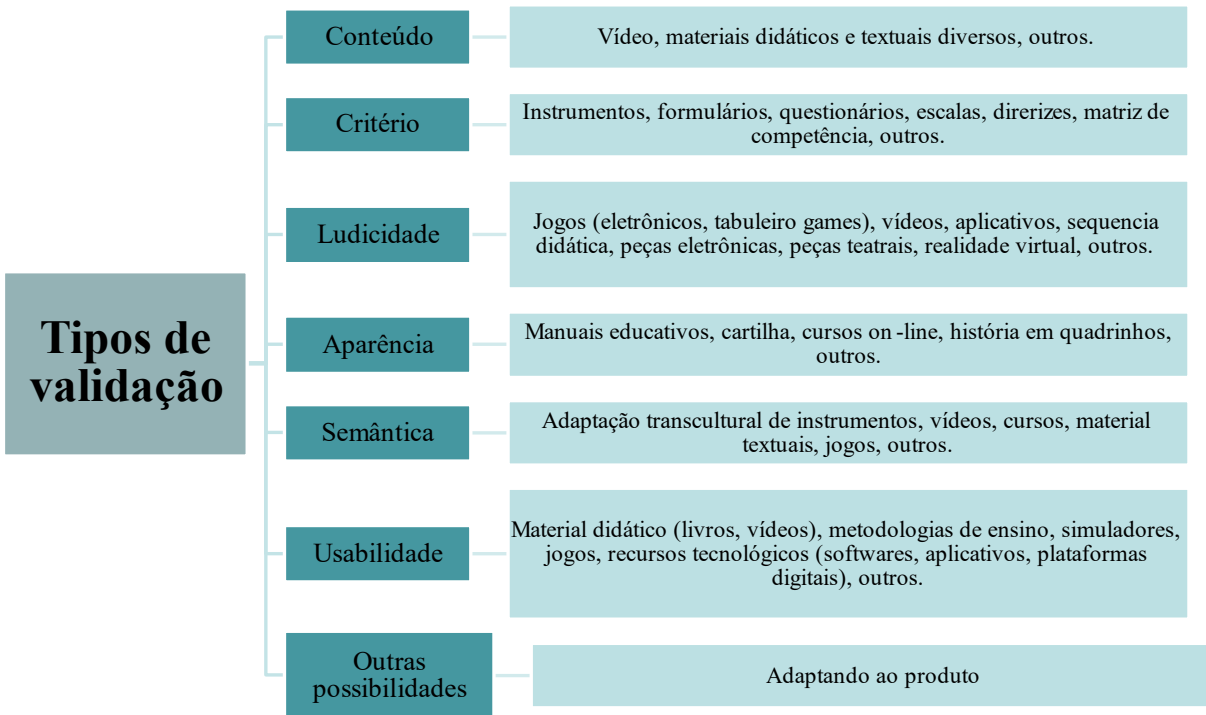 Tipos de
validação
Conteúdo
Vídeo, materiais didáticos e textuais diversos, outros.
Critério
Instrumentos, formulários, questionários, escalas, direrizes, matriz de
competência, outros.
Ludicidade
Jogos (eletrônicos, tabuleiro games), vídeos, aplicativos, sequencia
didática, peças eletrônicas, peças teatrais, realidade virtual, outros.
Aparência
Manuais educativos, cartilha, cursos on -line, história em quadrinhos,
outros.
Semântica
Adaptação transcultural de instrumentos, vídeos, cursos, material
textuais, jogos, outros.
Usabilidade
Material didático (livros, vídeos), metodologias de ensino, simuladores,
jogos, recursos tecnológicos (softwares, aplicativos, plataformas
digitais), outros.
Outras
possibilidades
Adaptando ao produto